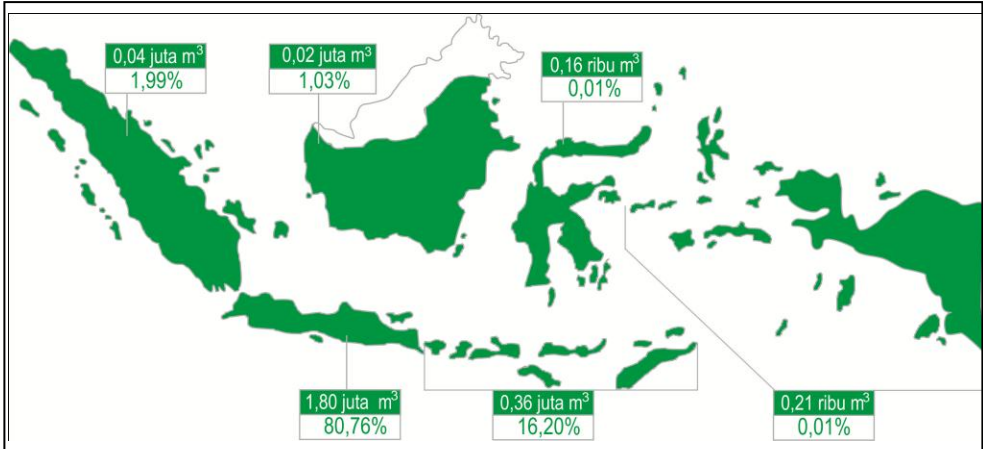 0,04 juta m³
1,99%
0,02 juta m³
1,03%
0,16 ribu m³
0,01%
1,80 juta m³
80,76%
0,36 juta m³
16,20%
0,21 ribu m³
0,01%